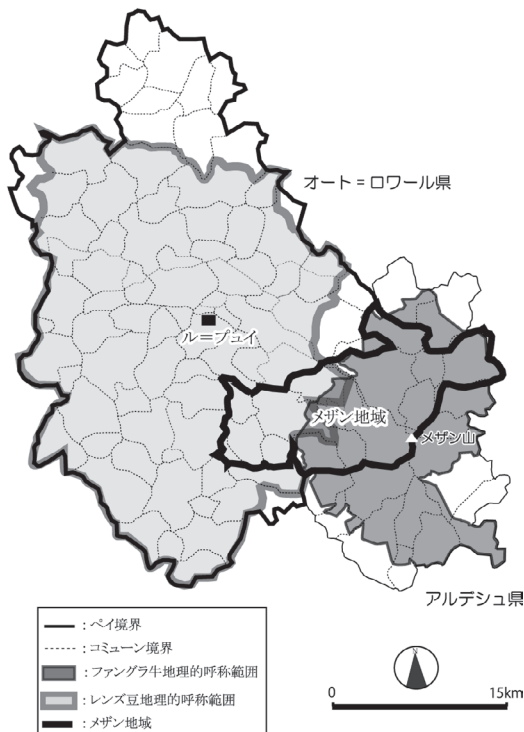 オート=ロワール県
ル=ピュイ
メザン地域
メザン山
アルデシュ県
：ペイ境界
：コミューン境界
：ファングラ牛地理的呼称範囲
：レンズ豆地理的呼称範囲
：メザン地域
N
0 15km